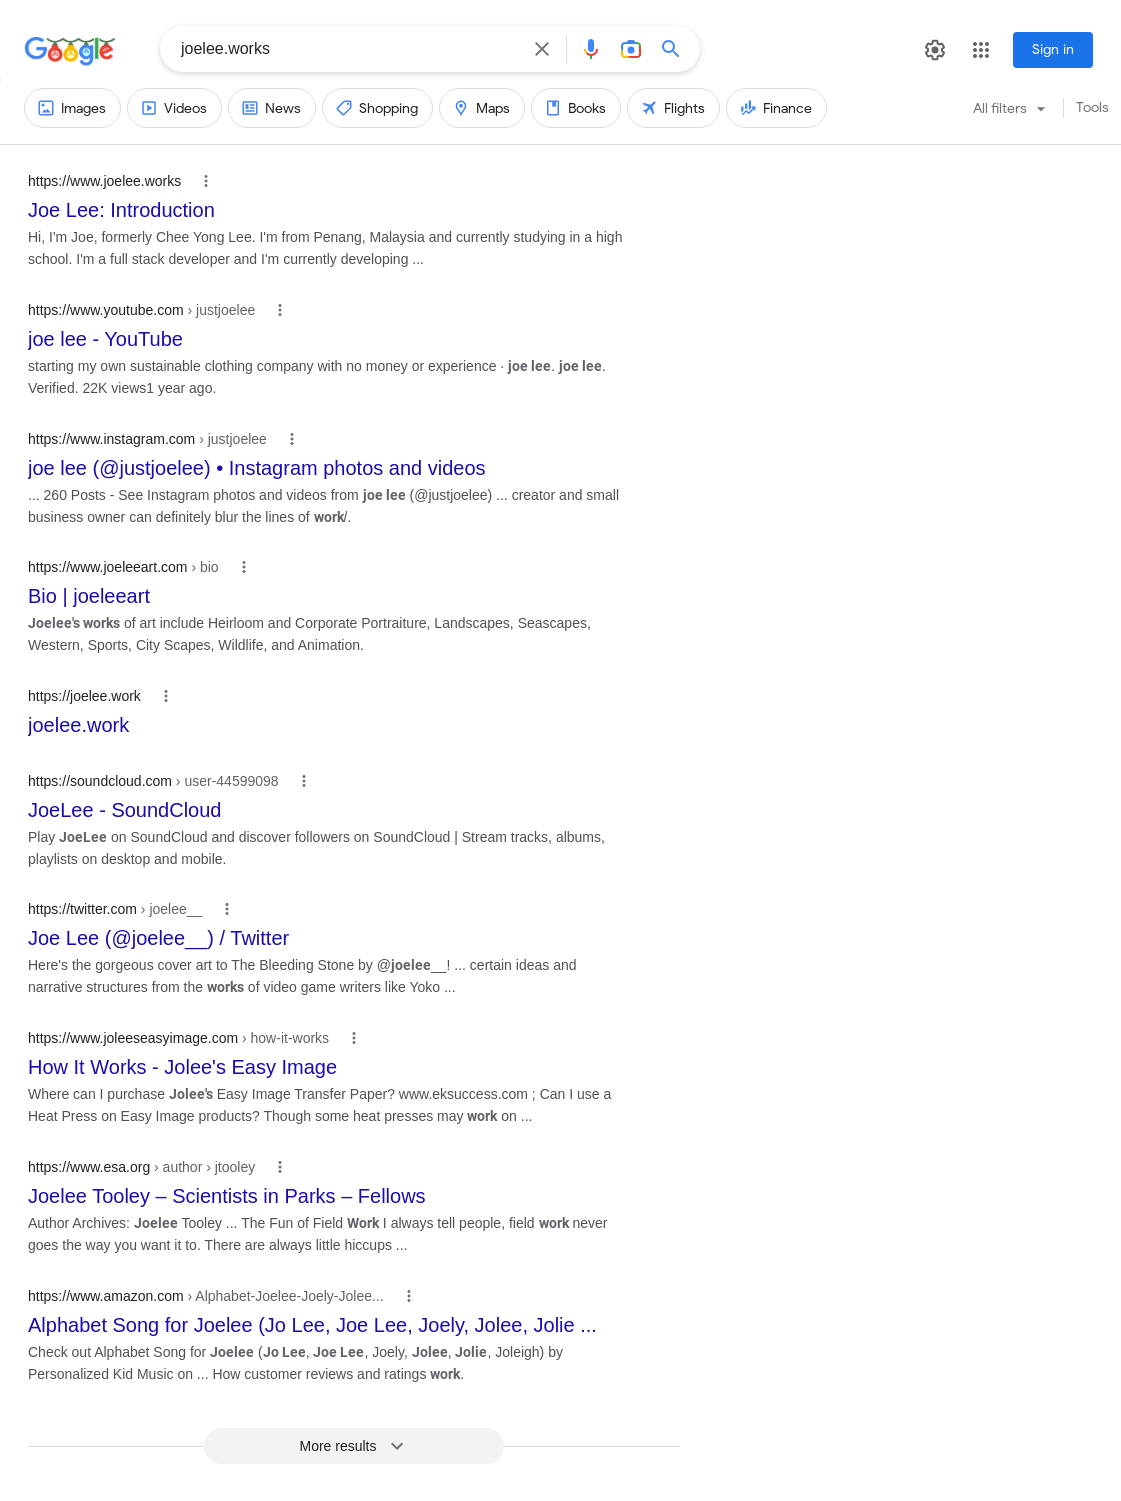 Google
joelee.works
Sign in
Images
Videos
News
Shopping
Maps
Books
Flights
Finance
All filters
Tools
https://www.joelee.works
Joe Lee: Introduction
Hi, I'm Joe, formerly Chee Yong Lee. I'm from Penang, Malaysia and currently studying in a high
school. I'm a full stack developer and I'm currently developing ...
https://www.youtube.com › justjoelee
joe lee - YouTube
starting my own sustainable clothing company with no money or experience · joe lee. joe lee.
Verified. 22K views1 year ago.
https://www.instagram.com › justjoelee
joe lee (@justjoelee) • Instagram photos and videos
... 260 Posts - See Instagram photos and videos from joe lee (@justjoelee) ... creator and small
business owner can definitely blur the lines of work/.
https://www.joeleeart.com › bio
Bio | joeleeart
Joelee's works of art include Heirloom and Corporate Portraiture, Landscapes, Seascapes,
Western, Sports, City Scapes, Wildlife, and Animation.
https://joelee.work
joelee.work
https://soundcloud.com › user-44599098
JoeLee - SoundCloud
Play JoeLee on SoundCloud and discover followers on SoundCloud | Stream tracks, albums,
playlists on desktop and mobile.
https://twitter.com › joelee__
Joe Lee (@joelee__) / Twitter
Here's the gorgeous cover art to The Bleeding Stone by @joelee__! ... certain ideas and
narrative structures from the works of video game writers like Yoko ...
https://www.joleeseasyimage.com › how-it-works
How It Works - Jolee's Easy Image
Where can I purchase Jolee's Easy Image Transfer Paper? www.eksuccess.com ; Can I use a
Heat Press on Easy Image products? Though some heat presses may work on ...
https://www.esa.org › author › jtooley
Joelee Tooley – Scientists in Parks – Fellows
Author Archives: Joelee Tooley ... The Fun of Field Work I always tell people, field work never
goes the way you want it to. There are always little hiccups ...
https://www.amazon.com › Alphabet-Joelee-Joely-Jolee...
Alphabet Song for Joelee (Jo Lee, Joe Lee, Joely, Jolee, Jolie ...
Check out Alphabet Song for Joelee (Jo Lee, Joe Lee, Joely, Jolee, Jolie, Joleigh) by
Personalized Kid Music on ... How customer reviews and ratings work.
More results